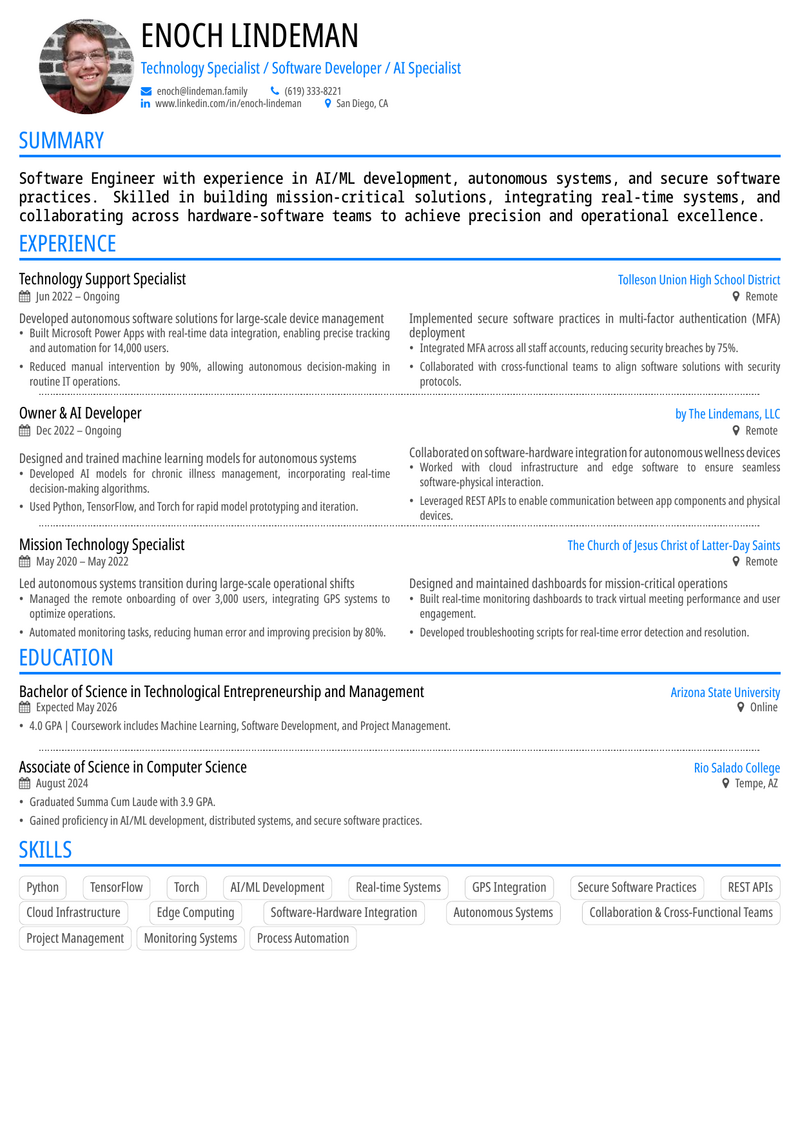 ENOCH LINDEMAN
Technology Specialist / Software Developer / AI Specialist
enoch@lindeman.family (619) 333-8221
www.linkedin.com/in/enoch-lindeman San Diego, CA
SUMMARY
Software Engineer with experience in AI/ML development, autonomous systems, and secure software
practices. Skilled in building mission-critical solutions, integrating real-time systems, and
collaborating across hardware-software teams to achieve precision and operational excellence.
EXPERIENCE
Technology Support Specialist
Tolleson Union High School District
Jun 2022 – Ongoing
Remote
Developed autonomous software solutions for large-scale device management
• Built Microsoft Power Apps with real-time data integration, enabling precise tracking
and automation for 14,000 users.
• Reduced manual intervention by 90%, allowing autonomous decision-making in
routine IT operations.
Implemented secure software practices in multi-factor authentication (MFA)
deployment
• Integrated MFA across all staff accounts, reducing security breaches by 75%.
• Collaborated with cross-functional teams to align software solutions with security
protocols.
Owner & AI Developer
by The Lindemans, LLC
Dec 2022 – Ongoing
Remote
Designed and trained machine learning models for autonomous systems
• Developed AI models for chronic illness management, incorporating real-time
decision-making algorithms.
• Used Python, TensorFlow, and Torch for rapid model prototyping and iteration.
Collaborated on software-hardware integration for autonomous wellness devices
• Worked with cloud infrastructure and edge software to ensure seamless
software-physical interaction.
• Leveraged REST APIs to enable communication between app components and physical
devices.
Mission Technology Specialist
The Church of Jesus Christ of Latter-Day Saints
May 2020 – May 2022
Remote
Led autonomous systems transition during large-scale operational shifts
• Managed the remote onboarding of over 3,000 users, integrating GPS systems to
optimize operations.
• Automated monitoring tasks, reducing human error and improving precision by 80%.
Designed and maintained dashboards for mission-critical operations
• Built real-time monitoring dashboards to track virtual meeting performance and user
engagement.
• Developed troubleshooting scripts for real-time error detection and resolution.
EDUCATION
Bachelor of Science in Technological Entrepreneurship and Management
Arizona State University
Expected May 2026
Online
• 4.0 GPA | Coursework includes Machine Learning, Software Development, and Project Management.
Associate of Science in Computer Science
Rio Salado College
August 2024
Tempe, AZ
• Graduated Summa Cum Laude with 3.9 GPA.
• Gained proficiency in AI/ML development, distributed systems, and secure software practices.
SKILLS
Python TensorFlow Torch AI/ML Development Real-time Systems GPS Integration Secure Software Practices REST APIs
Cloud Infrastructure Edge Computing Software-Hardware Integration Autonomous Systems Collaboration & Cross-Functional Teams
Project Management Monitoring Systems Process Automation